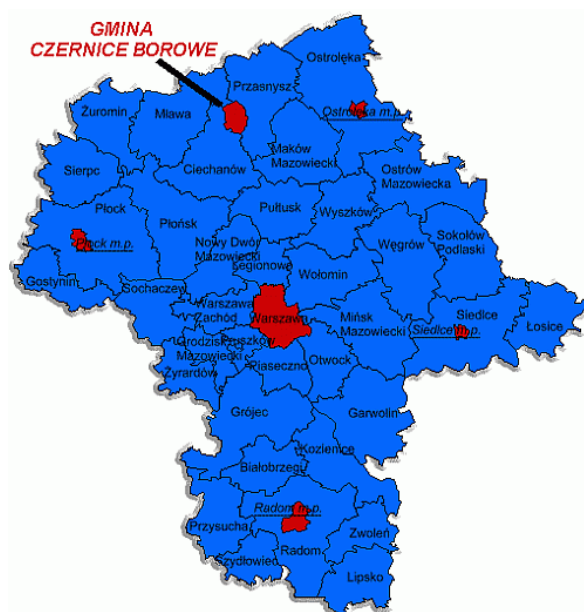 GMINA
CZERNICE BOROWE
Ostrołęka
Przasnysz
Żuromin
Mława
Ostrołęka m.p.
Maków
Mazowiecki
Sierpc
Ciechanów
Ostrów
Mazowiecka
Płock
Płońsk
Pułtusk
Wyszków
Płock m.p.
Nowy Dwór
Mazowiecki
Węgrów
Sokołów
Podlaski
Legionowo
Wołomin
Gostynin
Sochaczew
Warszawa
Zachód
Warszawa
Mińsk
Mazowiecki
Siedlce
Siedlce m.p.
Łosice
Grodzisk
Mazowiecki
Pruszków
Piaseczno
Otwock
Żyrardów
Grójec
Garwolin
Kozienice
Białobrzegu
Radom m.p.
Przysucha
Zwoleń
Szydłowiec
Radom
Lipsko